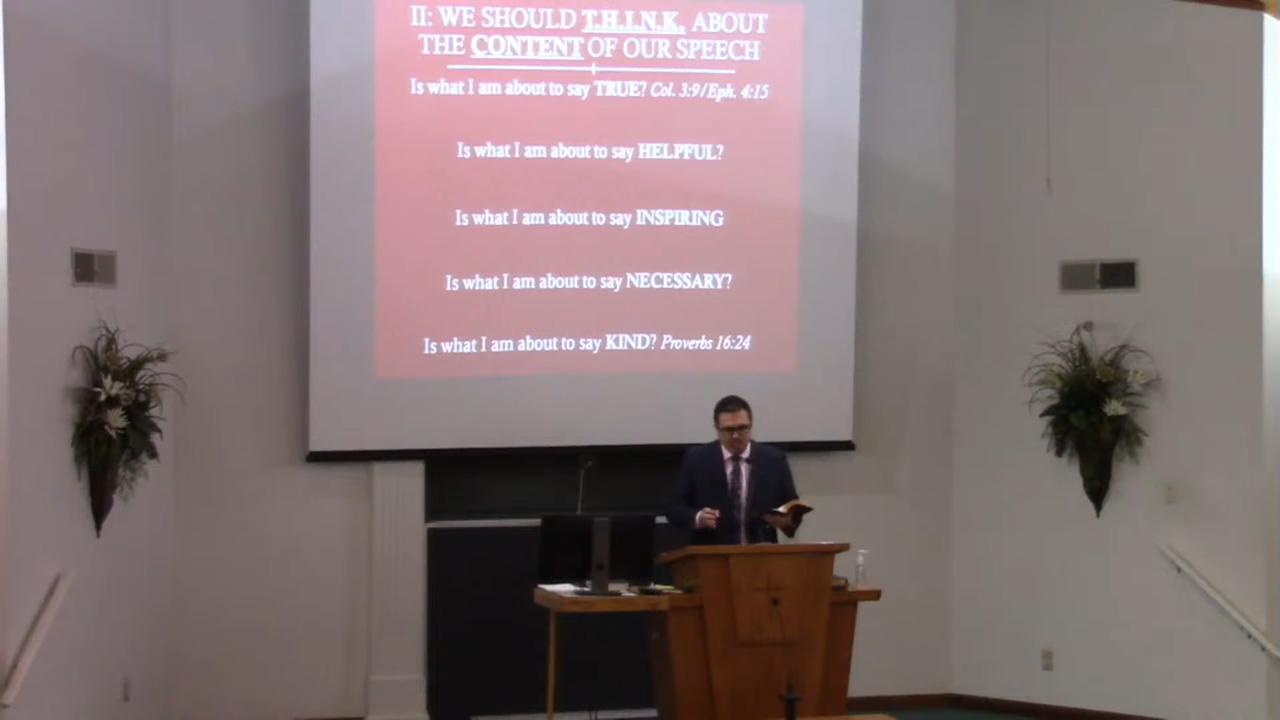 II: WE SHOULD T.H.I.N.K. ABOUT
THE CONTENT OF OUR SPEECH
Is what I am about to say TRUE? Col. 3:9/Eph. 4:15
Is what I am about to say HELPFUL?
Is what I am about to say INSPIRING
Is what I am about to say NECESSARY?
Is what I am about to say KIND? Proverbs 16:24